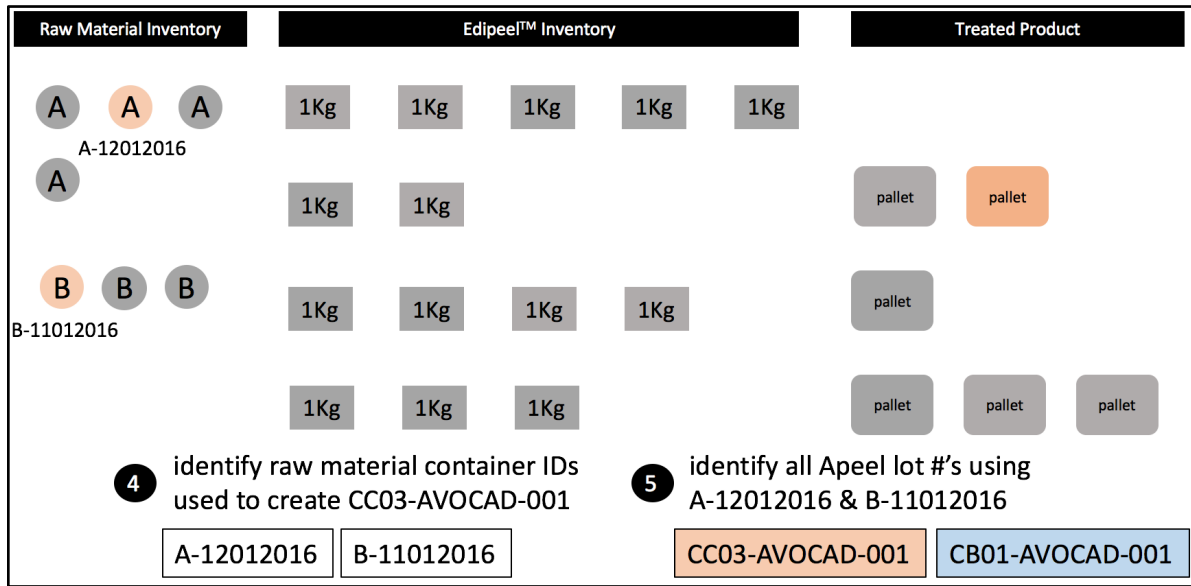 Raw Material Inventory
Edipeel™ Inventory
Treated Product
A A A
1Kg 1Kg 1Kg 1Kg 1Kg
A-12012016
A
1Kg 1Kg
pallet pallet
B B B
1Kg 1Kg 1Kg 1Kg
pallet
B-11012016
1Kg 1Kg 1Kg
pallet pallet pallet
4
identify raw material container IDs
used to create CC03-AVOCAD-001
A-12012016 B-11012016
5
identify all Apeel lot #'s using
A-12012016 & B-11012016
CC03-AVOCAD-001 CB01-AVOCAD-001